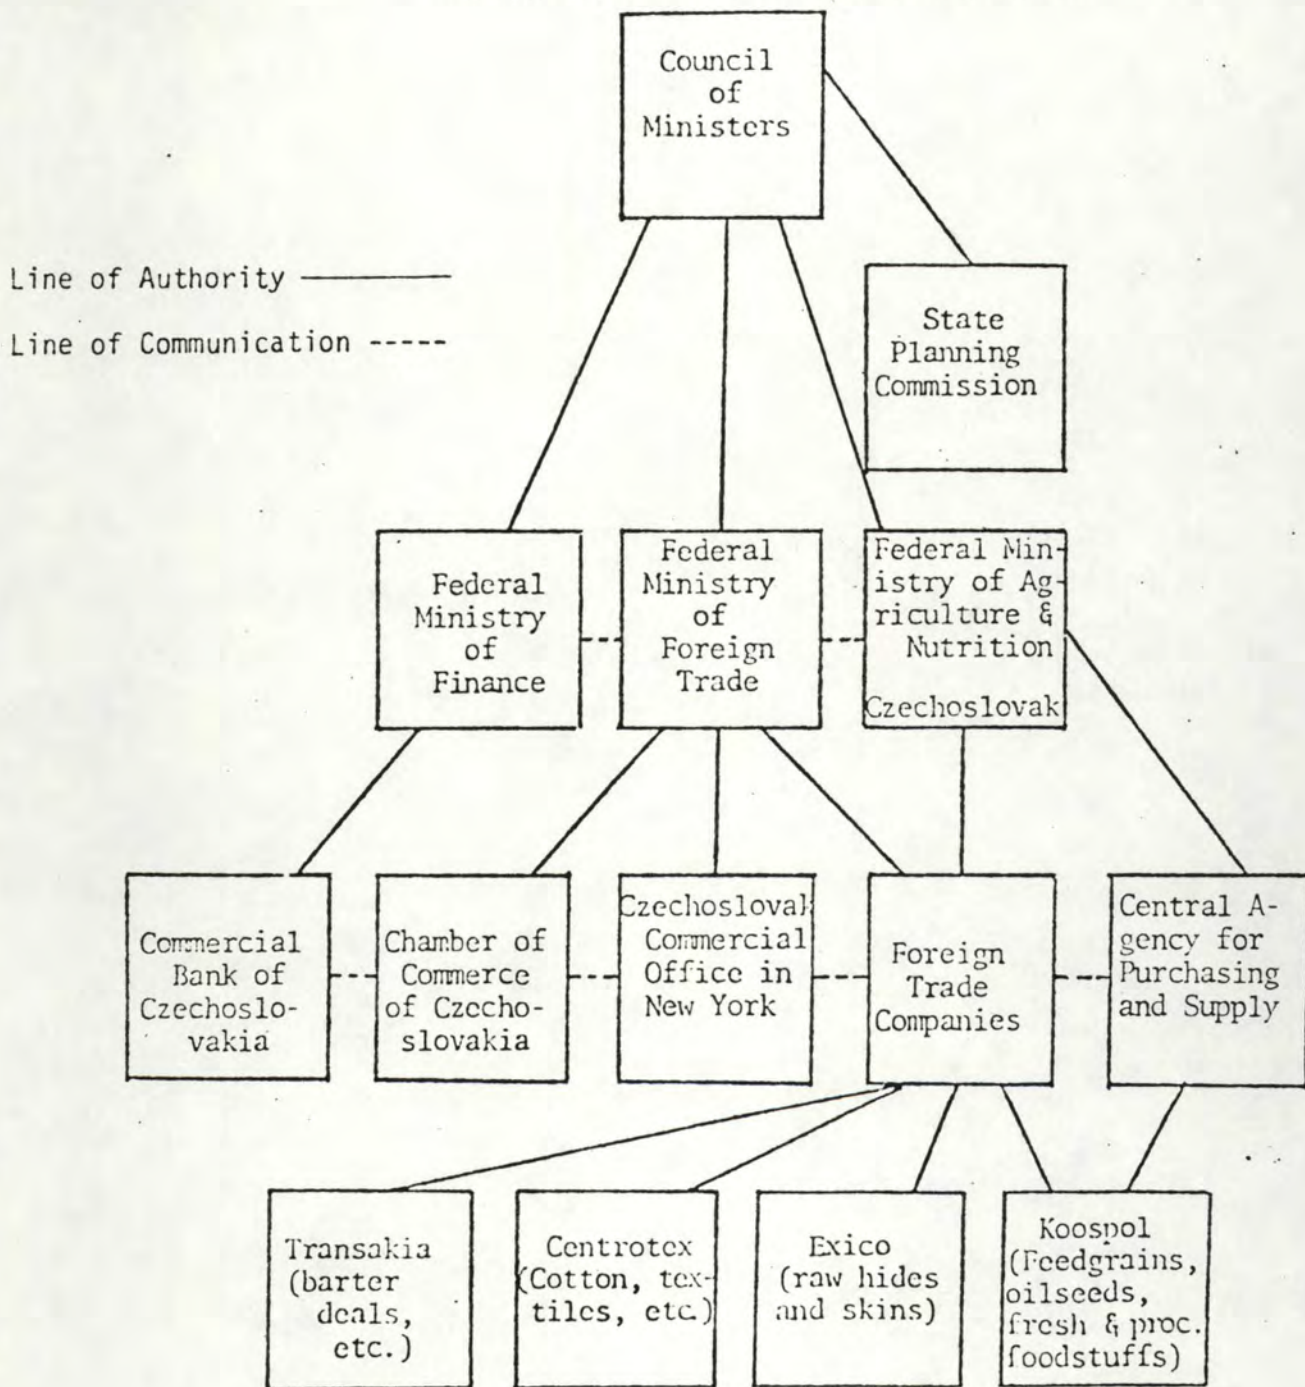 Council
of
Ministers
Line of Authority
Line of Communication
State
Planning
Commission
Federal
Ministry
of
Finance
Federal
Ministry
of
Foreign
Trade
Federal Min-
istry of Ag-
riculture &
Nutrition
Czechoslovak
Commercial
Bank of
Czechoslo-
vakia
Chamber of
Commerce
of Czecho-
slovakia
Czechoslovak
Commercial
Office in
New York
Foreign
Trade
Companies
Central A-
gency for
Purchasing
and Supply
Transakia
(barter
deals,
etc.)
Centrotex
(Cotton, tex-
tiles, etc.)
Exico
(raw hides
and skins)
Koospol
(Feedgrains,
oilseeds,
fresh & proc.
foodstuffs)